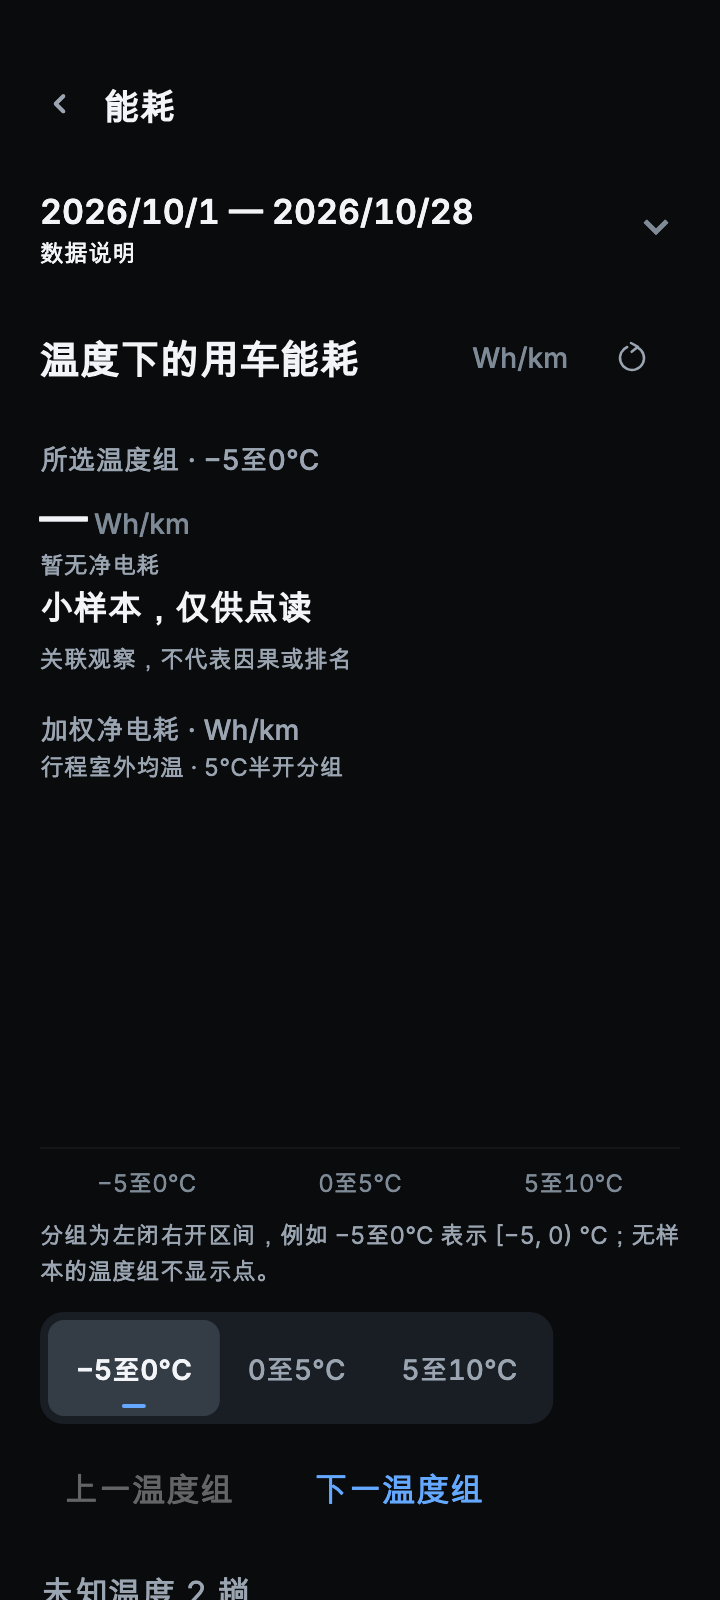 能耗
2026/10/1 — 2026/10/28
数据说明
温度下的用车能耗 Wh/km
所选温度组 · −5至0°C
— Wh/km
暂无净电耗
小样本，仅供点读
关联观察，不代表因果或排名
加权净电耗 · Wh/km
行程室外均温 · 5°C半开分组
−5至0°C 0至5°C 5至10°C
分组为左闭右开区间，例如 −5至0°C 表示 [−5, 0) °C；无样
本的温度组不显示点。
−5至0°C 0至5°C 5至10°C
上一温度组 下一温度组
未知温度 2 趟